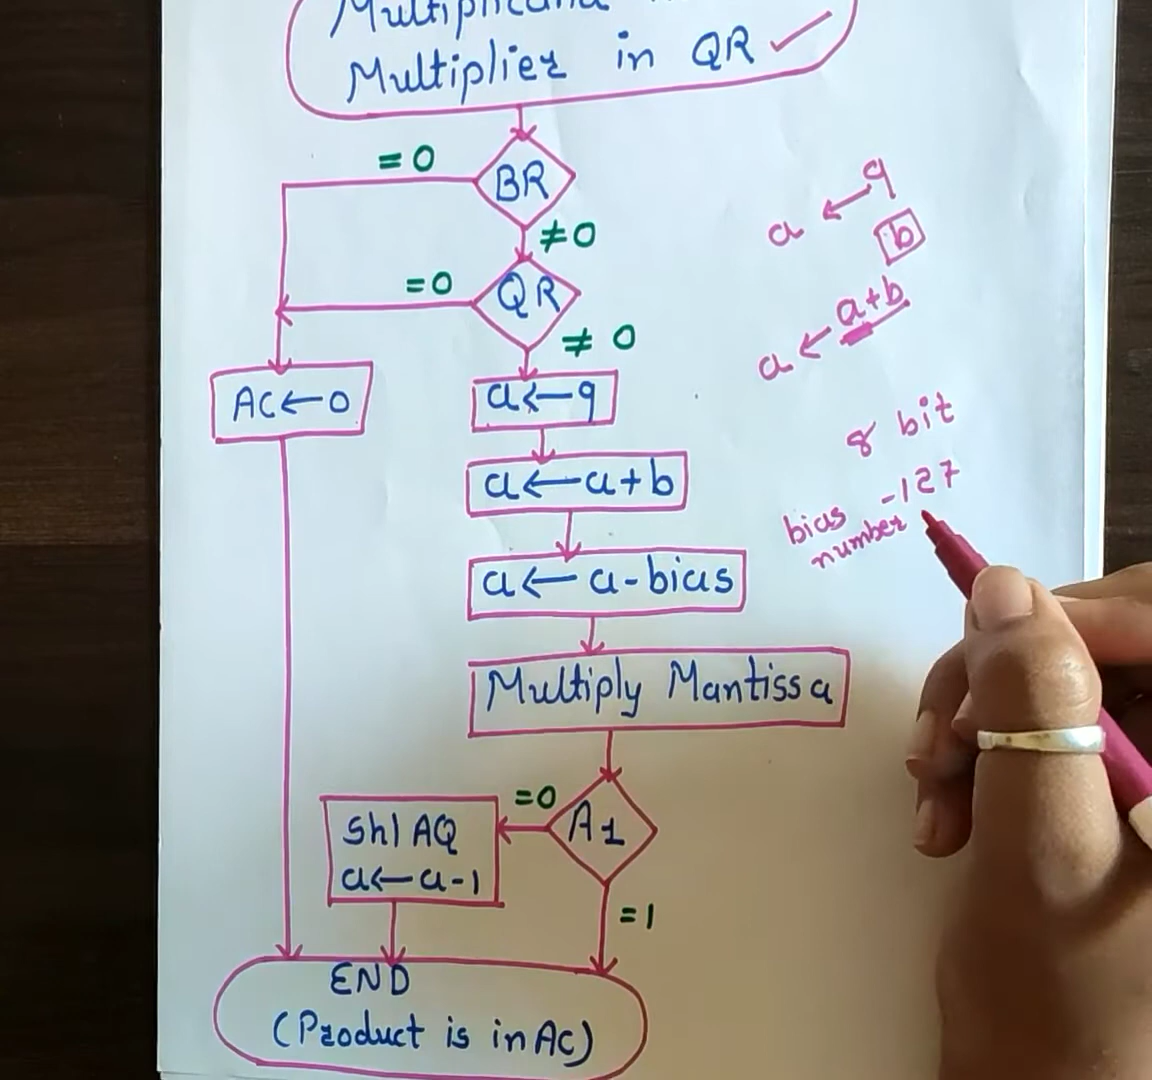 Multiplicand
Multiplier in QR ✓
=0
BR
≠0
=0
QR
≠ 0
AC←0
a←q
a←a+b
a←a-bias
Multiply Mantissa
=0
A1
Shl AQ
a←a-1
=1
END
(Product is in AC)
a←q
b
a←a+b
8 bit
bias -127
number